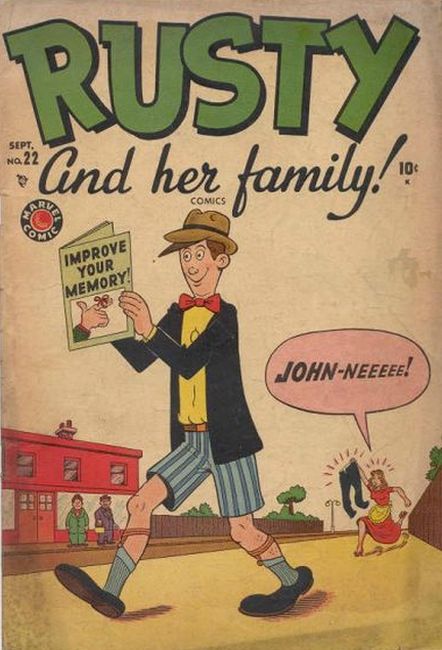 RUSTY
SEPT.
NO.22
And her family!
10¢
K
COMICS
MARVEL
COMIC
IMPROVE
YOUR
MEMORY!
JOHN-NEEEEE!